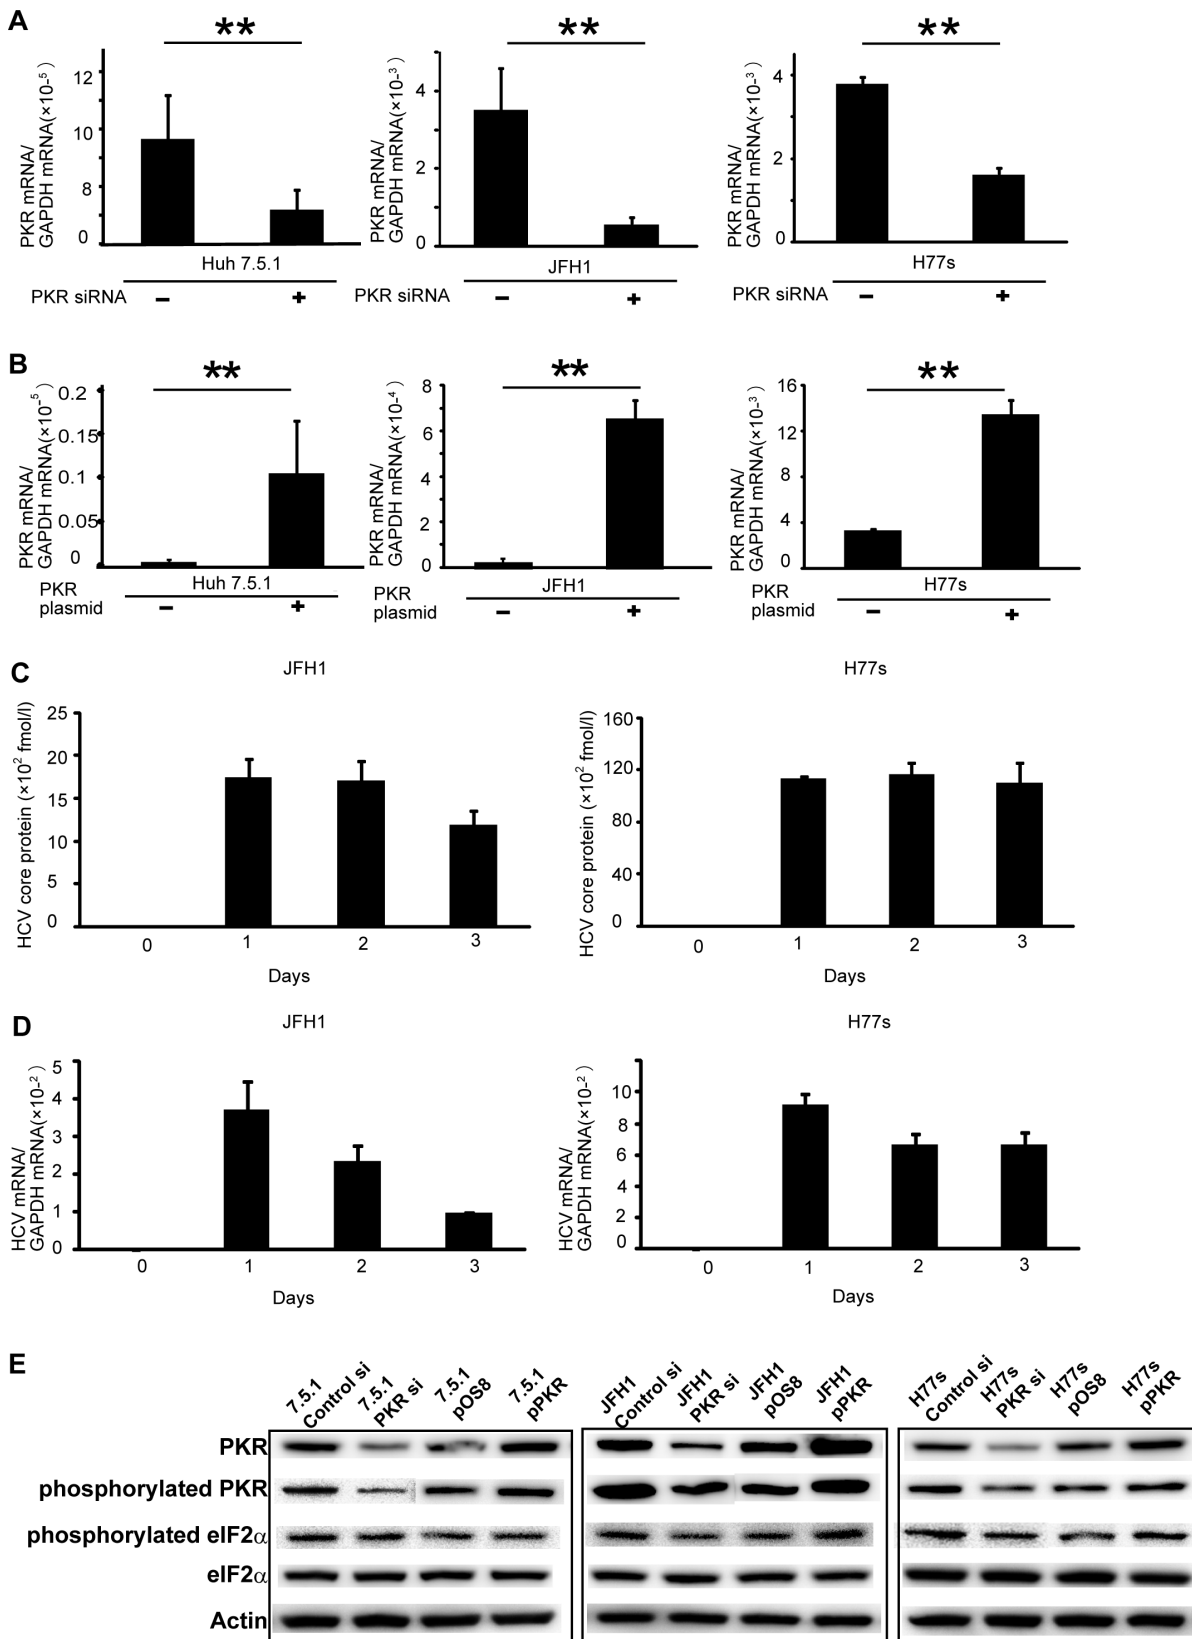 A
**
**
**
PKR mRNA/
GAPDH mRNA(×10-5)
12
10
8
0
PKR mRNA/
GAPDH mRNA(×10-3)
4
2
0
PKR mRNA/
GAPDH mRNA(×10-3)
4
2
0
Huh 7.5.1
JFH1
H77s
PKR siRNA − +
PKR siRNA − +
PKR siRNA − +
B
**
**
**
PKR mRNA/
GAPDH mRNA(×10-5)
0.2
0.15
0.1
0.05
0
PKR mRNA/
GAPDH mRNA(×10-4)
8
6
4
2
0
PKR mRNA/
GAPDH mRNA(×10-3)
16
12
8
4
0
Huh 7.5.1
JFH1
H77s
PKR
plasmid − +
PKR
plasmid − +
PKR
plasmid − +
C
JFH1
H77s
HCV core protein (×102 fmol/l)
25
20
15
10
5
0
0 1 2 3
Days
HCV core protein (×102 fmol/l)
160
120
80
40
0
0 1 2 3
Days
D
JFH1
H77s
HCV mRNA/
GAPDH mRNA(×10-2)
5
4
3
2
1
0
0 1 2 3
Days
HCV mRNA/
GAPDH mRNA(×10-2)
10
8
6
4
2
0
0 1 2 3
Days
E
7.5.1
Control si
7.5.1
PKR si
7.5.1
pOS8
7.5.1
pPKR
JFH1
Control si
JFH1
PKR si
JFH1
pOS8
JFH1
pPKR
H77s
Control si
H77s
PKR si
H77s
pOS8
H77s
pPKR
PKR
phosphorylated PKR
phosphorylated eIF2α
eIF2α
Actin